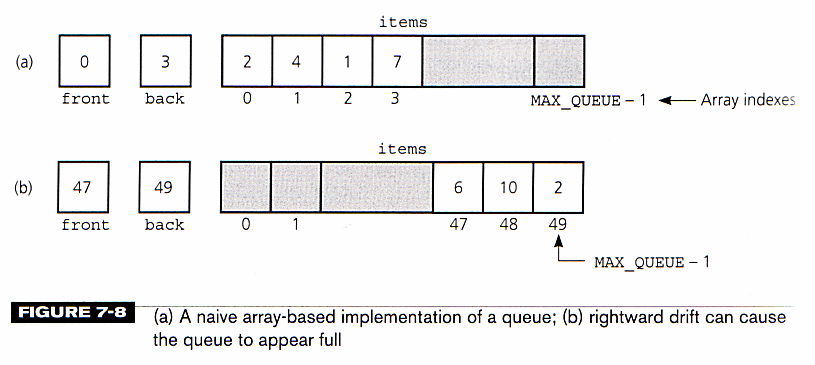 items
(a) 0 3 2 4 1 7
front back 0 1 2 3 MAX_QUEUE – 1 Array indexes
items
(b) 47 49 6 10 2
front back 0 1 47 48 49
MAX_QUEUE – 1
FIGURE 7-8 (a) A naive array-based implementation of a queue; (b) rightward drift can cause
the queue to appear full